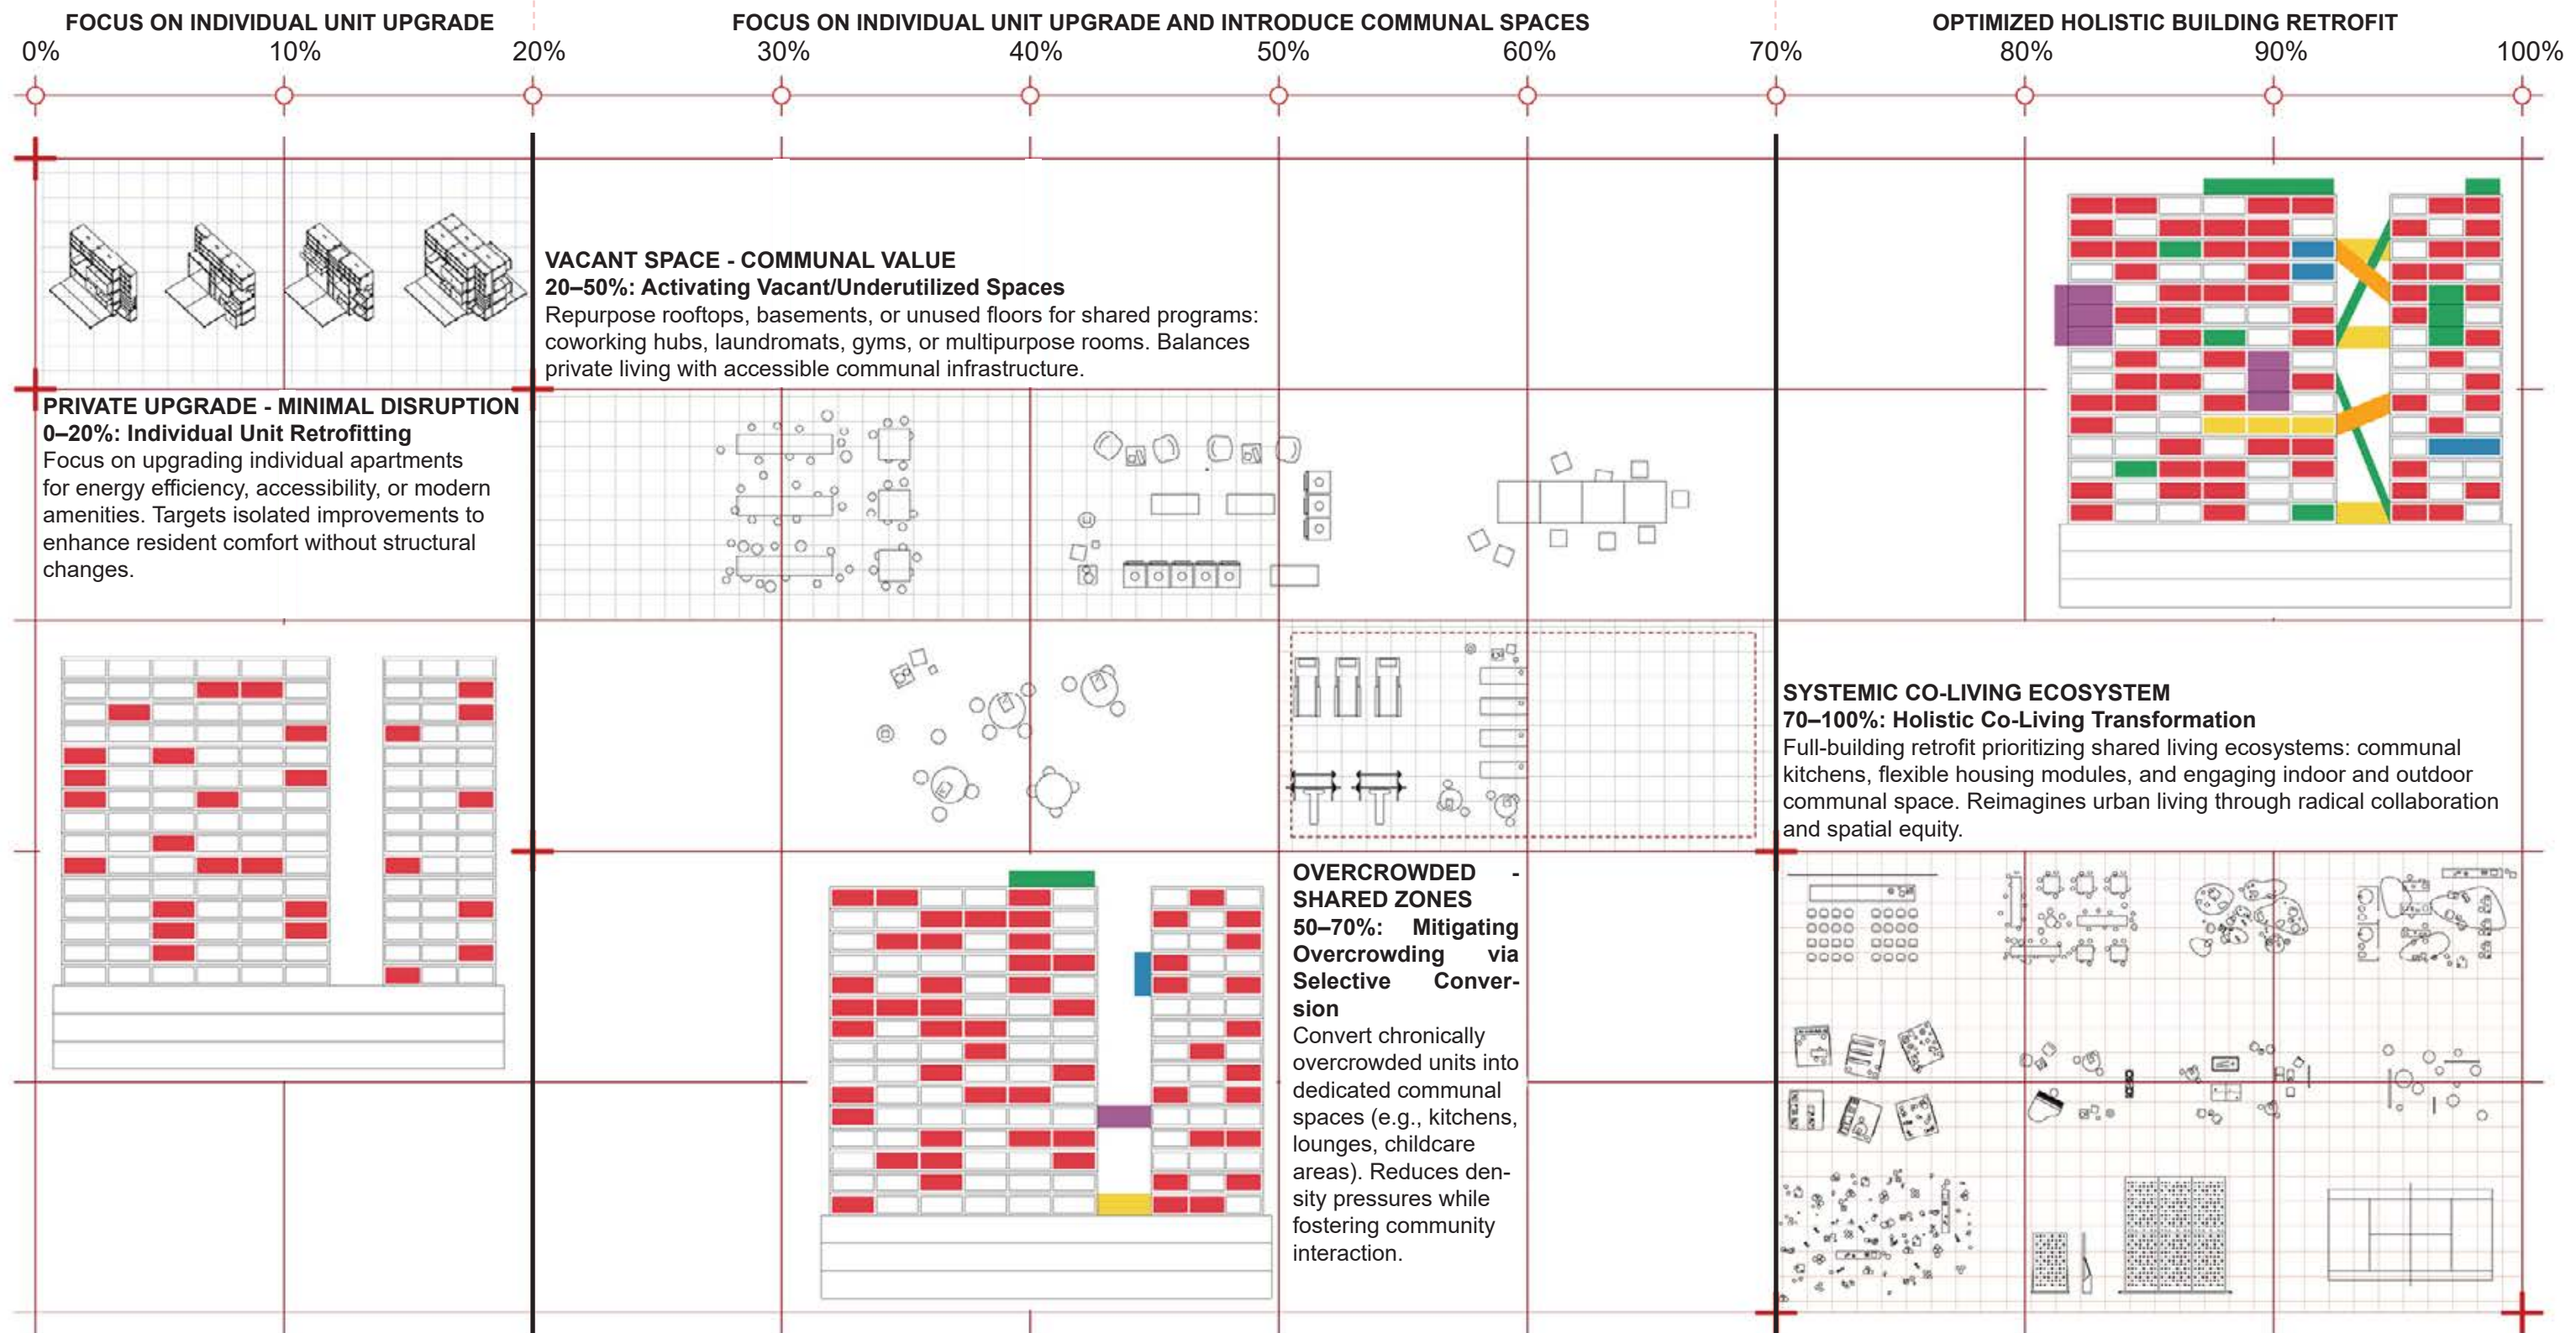 FOCUS ON INDIVIDUAL UNIT UPGRADE
FOCUS ON INDIVIDUAL UNIT UPGRADE AND INTRODUCE COMMUNAL SPACES
OPTIMIZED HOLISTIC BUILDING RETROFIT
0% 10% 20% 30% 40% 50% 60% 70% 80% 90% 100%
VACANT SPACE - COMMUNAL VALUE
20–50%: Activating Vacant/Underutilized Spaces
Repurpose rooftops, basements, or unused floors for shared programs:
coworking hubs, laundromats, gyms, or multipurpose rooms. Balances
private living with accessible communal infrastructure.
PRIVATE UPGRADE - MINIMAL DISRUPTION
0–20%: Individual Unit Retrofitting
Focus on upgrading individual apartments
for energy efficiency, accessibility, or modern
amenities. Targets isolated improvements to
enhance resident comfort without structural
changes.
SYSTEMIC CO-LIVING ECOSYSTEM
70–100%: Holistic Co-Living Transformation
Full-building retrofit prioritizing shared living ecosystems: communal
kitchens, flexible housing modules, and engaging indoor and outdoor
communal space. Reimagines urban living through radical collaboration
and spatial equity.
OVERCROWDED -
SHARED ZONES
50–70%: Mitigating
Overcrowding via
Selective Conver-
sion
Convert chronically
overcrowded units into
dedicated communal
spaces (e.g., kitchens,
lounges, childcare
areas). Reduces den-
sity pressures while
fostering community
interaction.